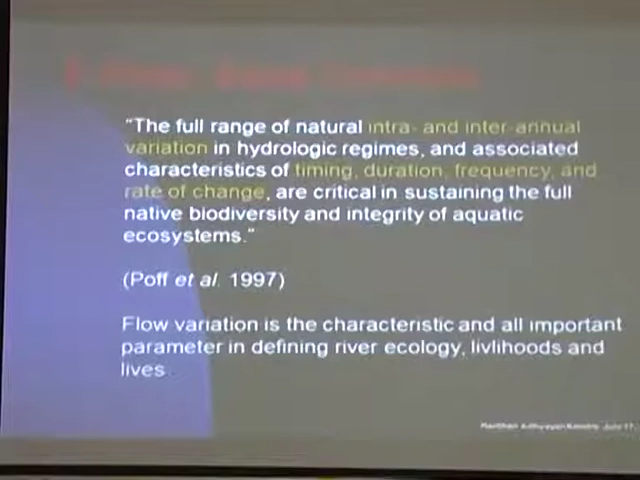 "The full range of natural intra- and inter-annual
variation in hydrologic regimes, and associated
characteristics of timing, duration, frequency, and
rate of change, are critical in sustaining the full
native biodiversity and integrity of aquatic
ecosystems."
(Poff et al. 1997)
Flow variation is the characteristic and all important
parameter in defining river ecology, livlihoods and
lives